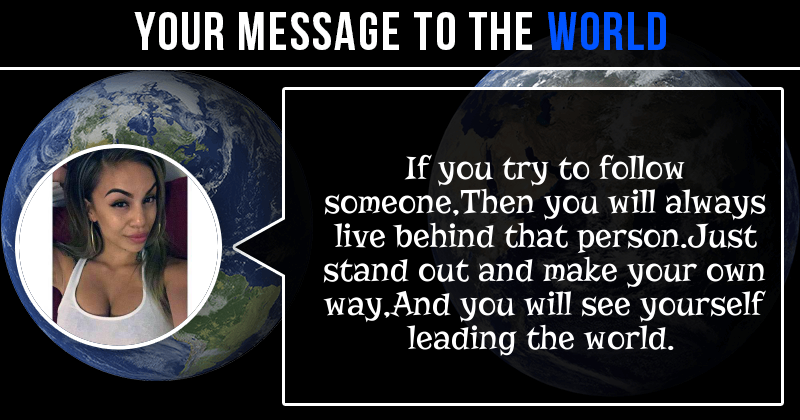 YOUR MESSAGE TO THE WORLD
If you try to follow
someone,Then you will always
live behind that person.Just
stand out and make your own
way,And you will see yourself
leading the world.